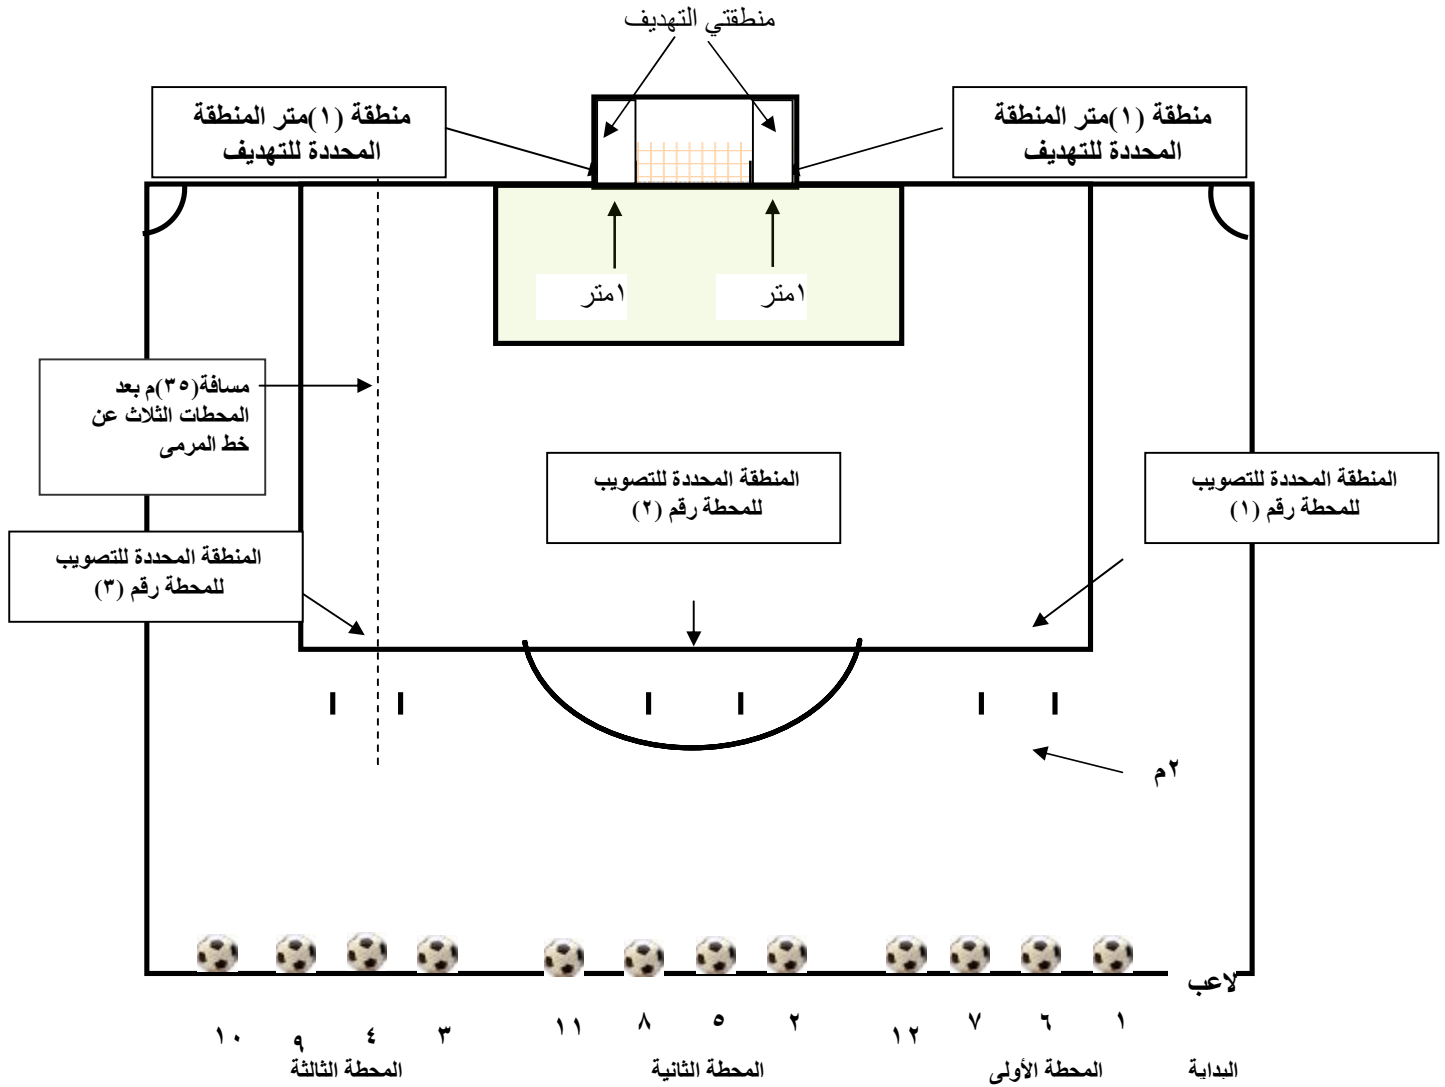 منطقتي التهديف
منطقة (١)متر المنطقة
المحددة للتهديف
منطقة (١)متر المنطقة
المحددة للتهديف
١متر
١متر
مسافة(٣٥)م بعد
المحطات الثلاث عن
خط المرمى
المنطقة المحددة للتصويب
للمحطة رقم (١)
المنطقة المحددة للتصويب
للمحطة رقم (٢)
المنطقة المحددة للتصويب
للمحطة رقم (٣)
٢م
لاعب
١ ٦ ٧ ١٢ ٢ ٥ ٨ ١١ ٣ ٤ ٩ ١٠
البداية المحطة الأولى المحطة الثانية المحطة الثالثة